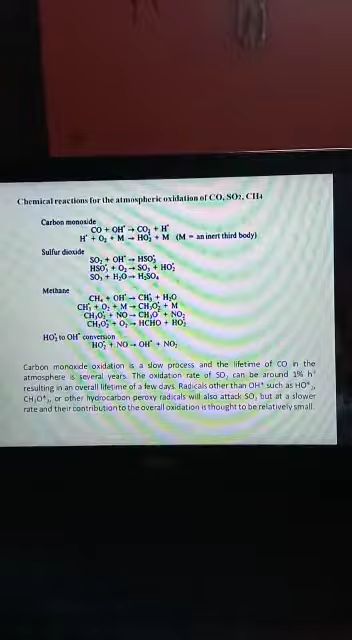 Chemical reactions for the atmospheric oxidation of CO, SO₂, CH₄
Carbon monoxide
CO + OH˙ → CO₂ + H˙
H˙ + O₂ + M → HO₂˙ + M (M = an inert third body)
Sulfur dioxide
SO₂ + OH˙ → HSO₃˙
HSO₃˙ + O₂ → SO₃ + HO₂˙
SO₃ + H₂O → H₂SO₄
Methane
CH₄ + OH˙ → CH₃˙ + H₂O
CH₃˙ + O₂ + M → CH₃O₂˙ + M
CH₃O₂˙ + NO → CH₃O˙ + NO₂
CH₃O₂˙ + O₂ → HCHO + HO₂˙
HO₂˙ to OH˙ conversion
HO₂˙ + NO → OH˙ + NO₂
Carbon monoxide oxidation is a slow process and the lifetime of CO in the
atmosphere is several years. The oxidation rate of SO₂ can be around 1% h⁻¹
resulting in an overall lifetime of a few days. Radicals other than OH* such as HO*₂,
CH₃O*₂, or other hydrocarbon peroxy radicals will also attack SO₂ but at a slower
rate and their contribution to the overall oxidation is thought to be relatively small.